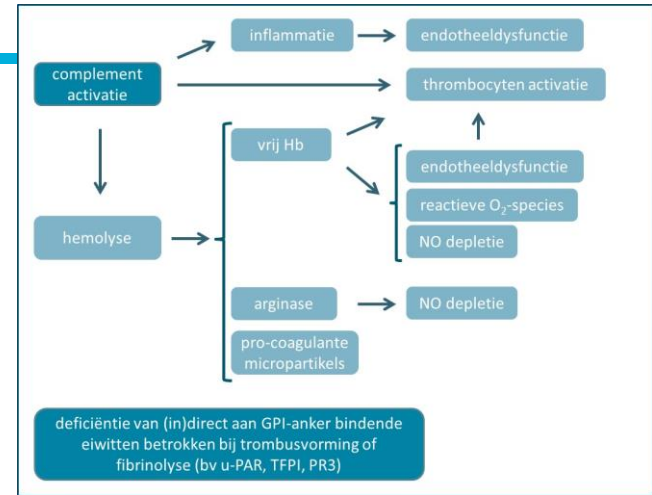 inflammatie
endotheeldysfunctie
complement
activatie
thrombocyten activatie
vrij Hb
endotheeldysfunctie
reactieve O₂-species
NO depletie
hemolyse
arginase
NO depletie
pro-coagulante
micropartikels
deficiëntie van (in)direct aan GPI-anker bindende
eiwitten betrokken bij trombusvorming of
fibrinolyse (bv u-PAR, TFPI, PR3)